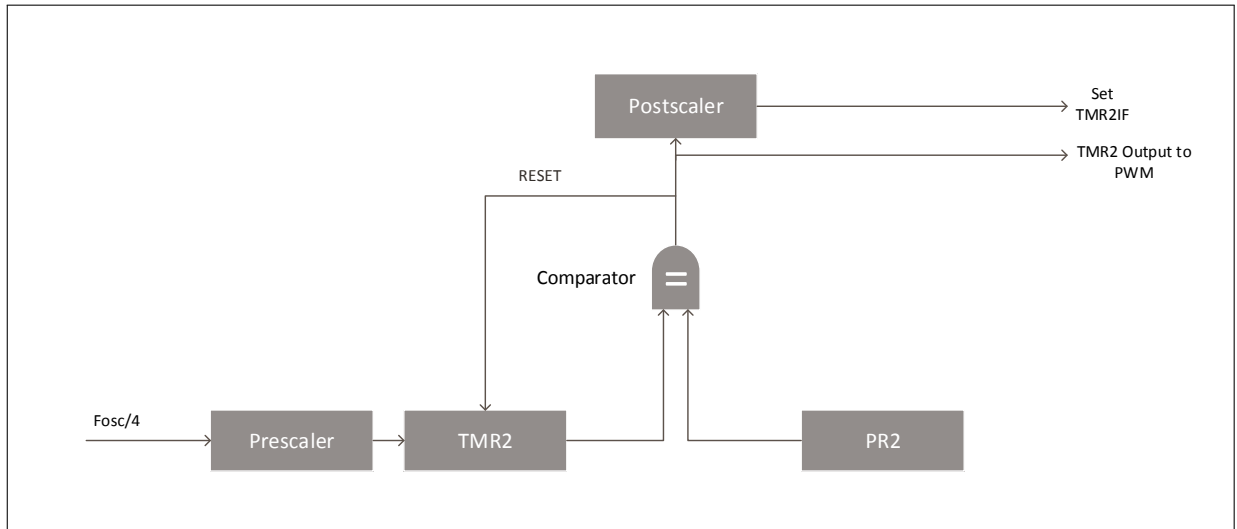 Postscaler
Set
TMR2IF
TMR2 Output to
PWM
RESET
Comparator
=
Fosc/4
Prescaler
TMR2
PR2